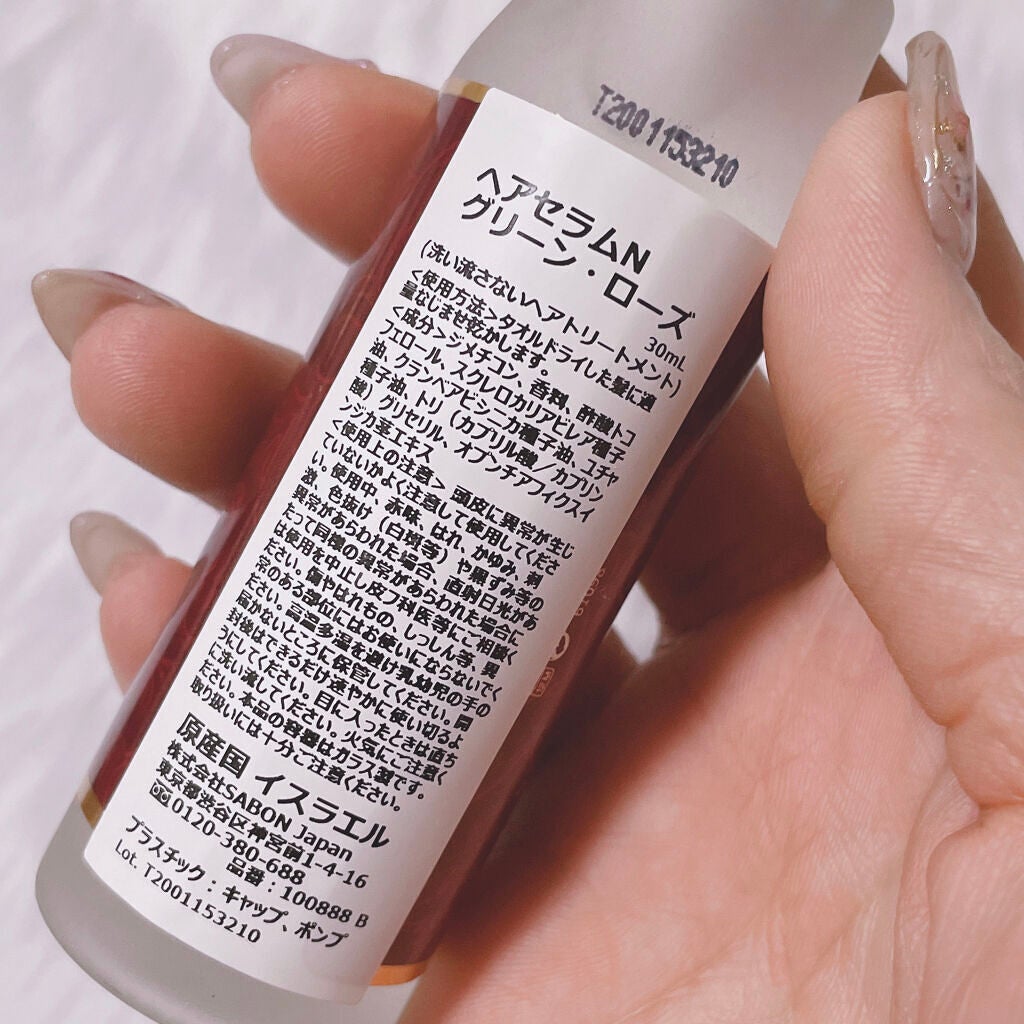 T2001153210
ヘアセラムN
グリーン・ローズ
30mL
(洗い流さないヘアトリートメント)
<使用方法>タオルドライした髪に適
量なじませ乾かします。
<成分>ジメチコン、香料、酢酸トコ
フェロール、スクレロカリアビレア種子
油、クランベアビシニカ種子油、ユチャ
種子油、トリ(カプリル酸/カプリン
酸)グリセリル、オプンチアフィクスイ
ンジカ茎エキス
<使用上の注意> 頭皮に異常が生じ
ていないかよく注意して使用してくださ
い。使用中、赤味、はれ、かゆみ、刺
激、色抜け(白斑等)や黒ずみ等の
異常があらわれた場合、直射日光があ
たって同様の異常があらわれた場合に
は使用を中止し皮フ科医等にご相談く
ださい。傷やはれもの、しっしん等、異
常のある部位にはお使いにならないでく
ださい。高温多湿を避け乳幼児の手の
届かないところに保管してください。開
封後はできるだけ速やかに使い切るよ
うにしてください。目に入ったときは直ち
に洗い流してください。火気にご注意く
ださい。本品の容器はガラス製です。
取り扱いには十分ご注意ください。
原産国 イスラエル
株式会社SABON Japan
東京都渋谷区神宮前1-4-16
0120-380-688
品番:100888 B
プラスチック:キャップ、ポンプ
Lot. T2001153210